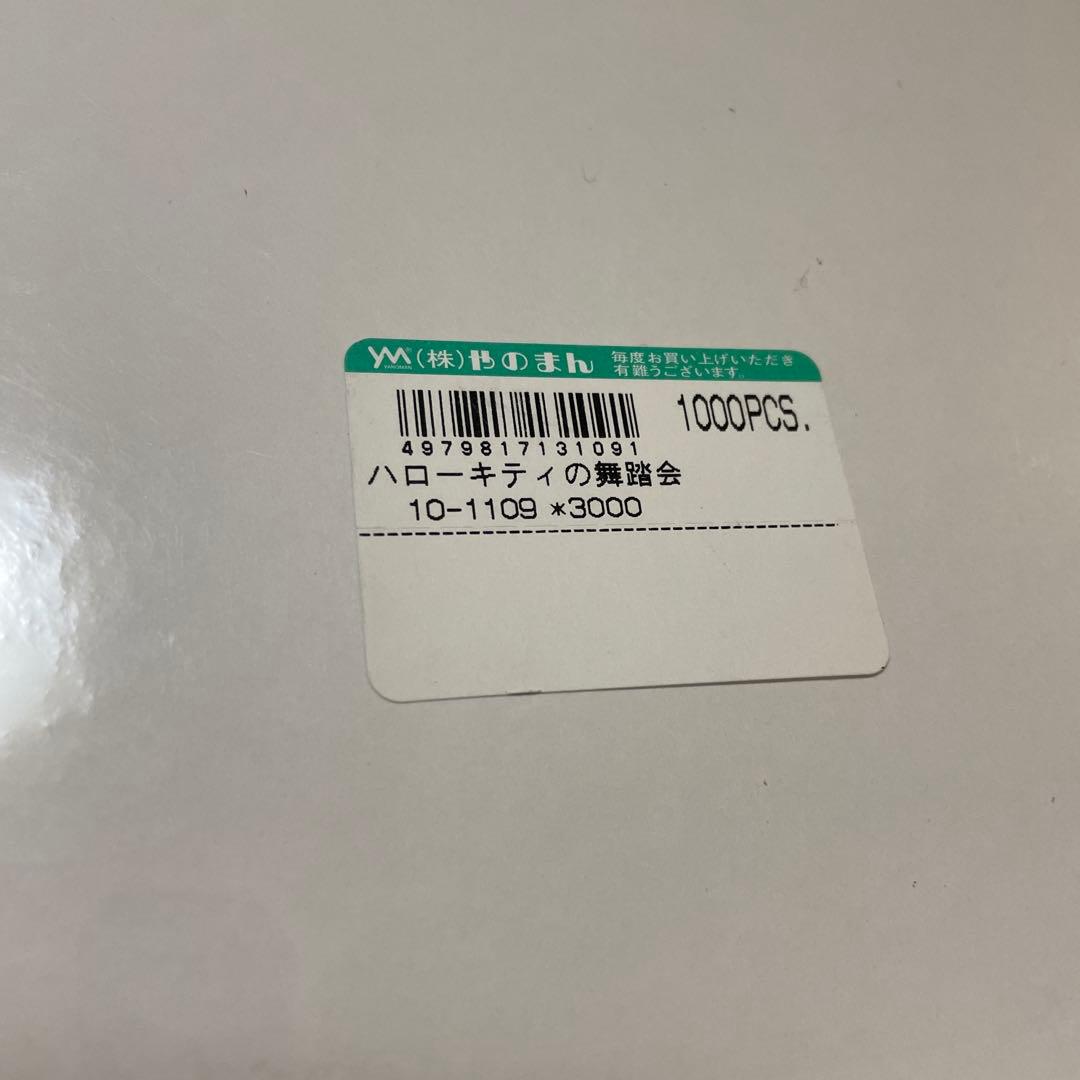 YM®(株)やのまん
YANOMAN
毎度お買い上げいただき
有難うございます。
1000PCS.
4979817131091
ハローキティの舞踏会
10-1109 *3000